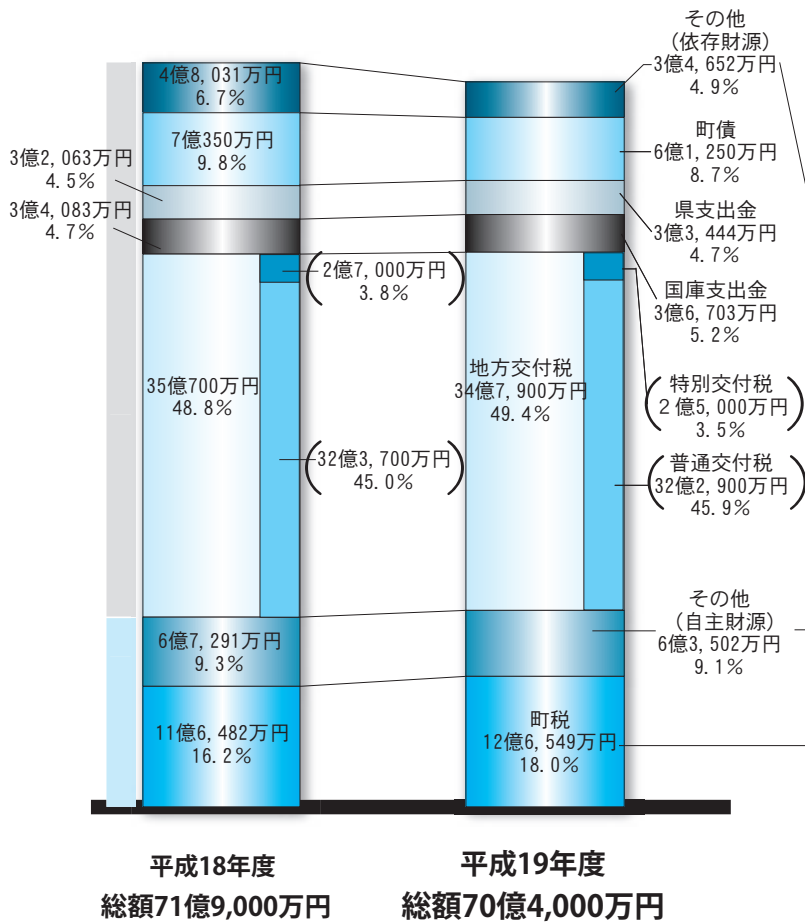 4億8, 031万円
6. 7%
7億350万円
9. 8%
3億2, 063万円
4. 5%
3億4, 083万円
4. 7%
(2億7, 000万円)
3. 8%
35億700万円
48. 8%
(32億3, 700万円)
45. 0%
6億7, 291万円
9. 3%
11億6, 482万円
16. 2%
平成18年度
総額71億9,000万円
その他
(依存財源)
3億4, 652万円
4. 9%
町債
6億1, 250万円
8. 7%
県支出金
3億3, 444万円
4. 7%
国庫支出金
3億6, 703万円
5. 2%
地方交付税
34億7, 900万円
49. 4%
(特別交付税
2億5, 000万円
3. 5%)
(普通交付税
32億2, 900万円
45. 9%)
その他
(自主財源)
6億3, 502万円
9. 1%
町税
12億6, 549万円
18. 0%
平成19年度
総額70億4,000万円